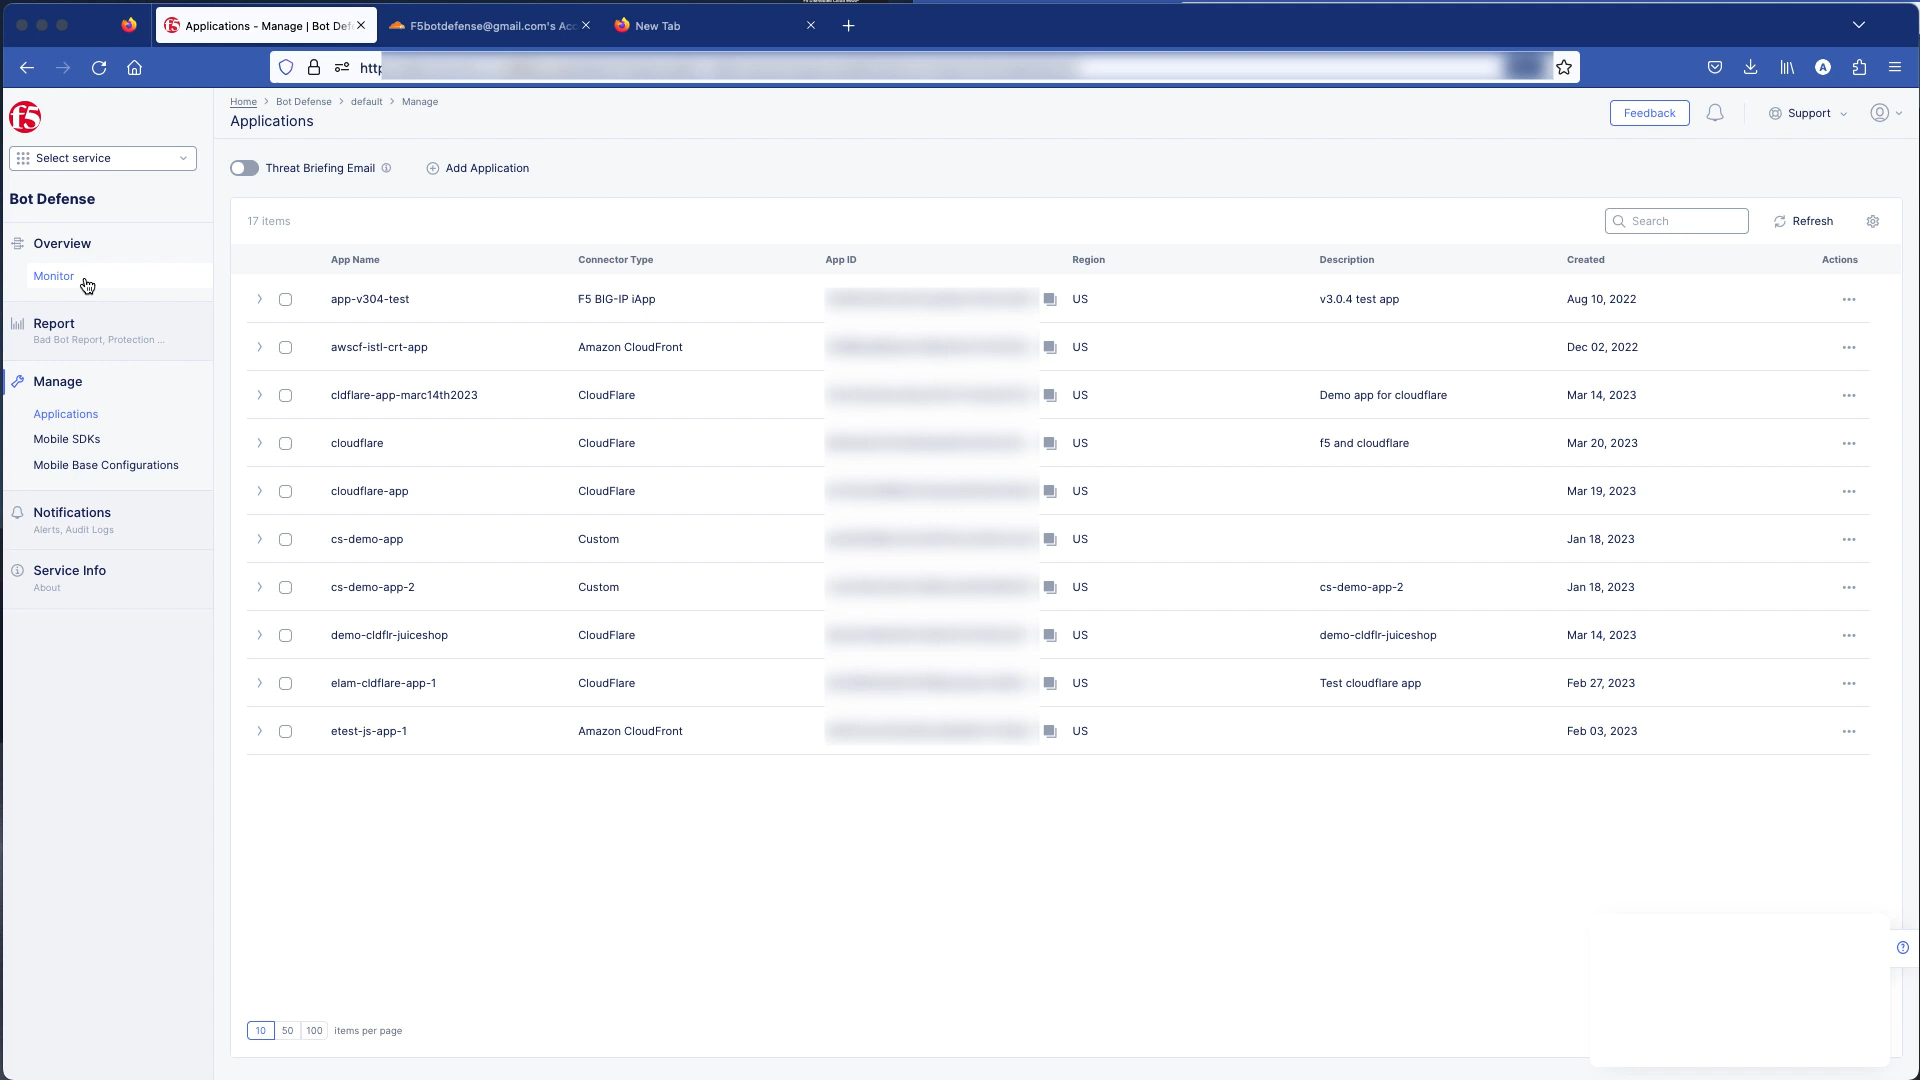 Applications - Manage | Bot Def
F5botdefense@gmail.com's Acc
New Tab
http
Home > Bot Defense > default > Manage
Applications
Feedback
Support
f5
Select service
Threat Briefing Email
Add Application
Bot Defense
Overview
Monitor
Report
Bad Bot Report, Protection ...
Manage
Applications
Mobile SDKs
Mobile Base Configurations
Notifications
Alerts, Audit Logs
Service Info
About
17 items
Search
Refresh
App Name Connector Type App ID Region Description Created Actions
app-v304-test F5 BIG-IP iApp US v3.0.4 test app Aug 10, 2022
awscf-istl-crt-app Amazon CloudFront US Dec 02, 2022
cldflare-app-marc14th2023 CloudFlare US Demo app for cloudflare Mar 14, 2023
cloudflare CloudFlare US f5 and cloudflare Mar 20, 2023
cloudflare-app CloudFlare US Mar 19, 2023
cs-demo-app Custom US Jan 18, 2023
cs-demo-app-2 Custom US cs-demo-app-2 Jan 18, 2023
demo-cldflr-juiceshop CloudFlare US demo-cldflr-juiceshop Mar 14, 2023
elam-cldflare-app-1 CloudFlare US Test cloudflare app Feb 27, 2023
etest-js-app-1 Amazon CloudFront US Feb 03, 2023
10 50 100 items per page